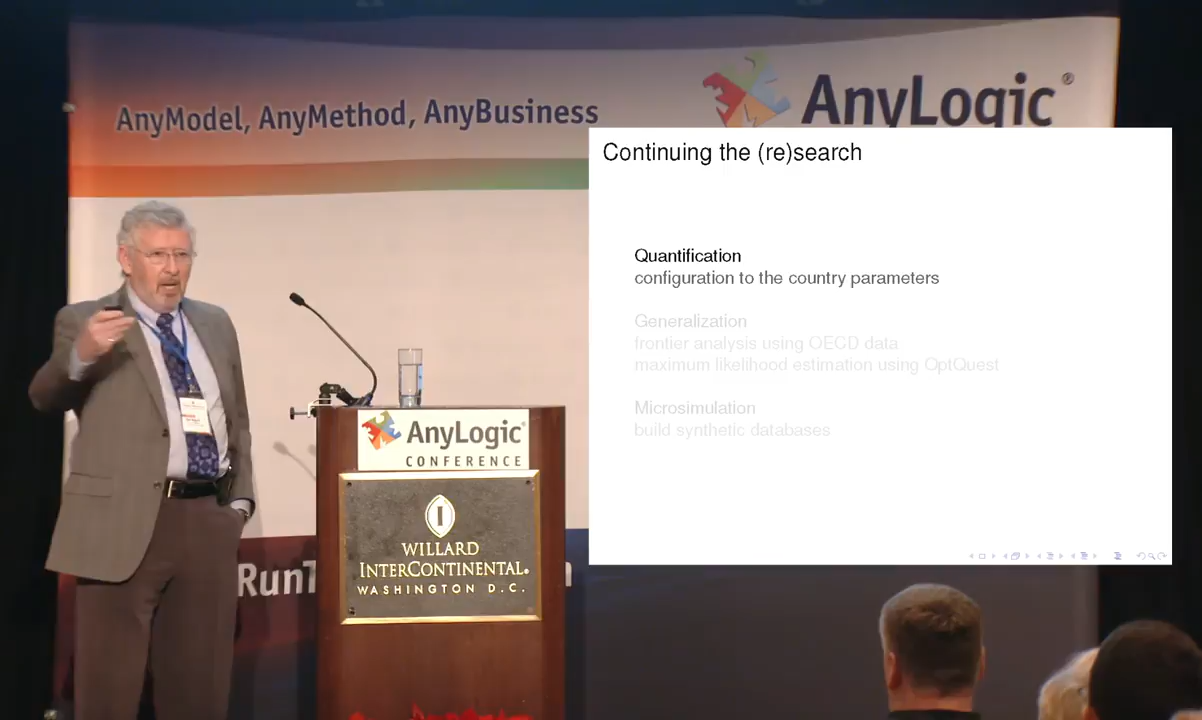 AnyModel, AnyMethod, AnyBusiness
AnyLogic®
Continuing the (re)search
Quantification
configuration to the country parameters
Generalization
frontier analysis using OECD data
maximum likelihood estimation using OptQuest
Microsimulation
build synthetic databases
AnyLogic®
CONFERENCE
I
WILLARD
INTERCONTINENTAL.
WASHINGTON D.C.